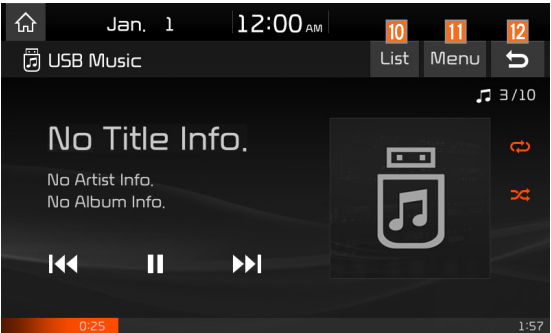 Jan. 1 12:00 AM
10 11 12
USB Music List Menu
3/10
No Title Info.
No Artist Info.
No Album Info.
0:25 1:57